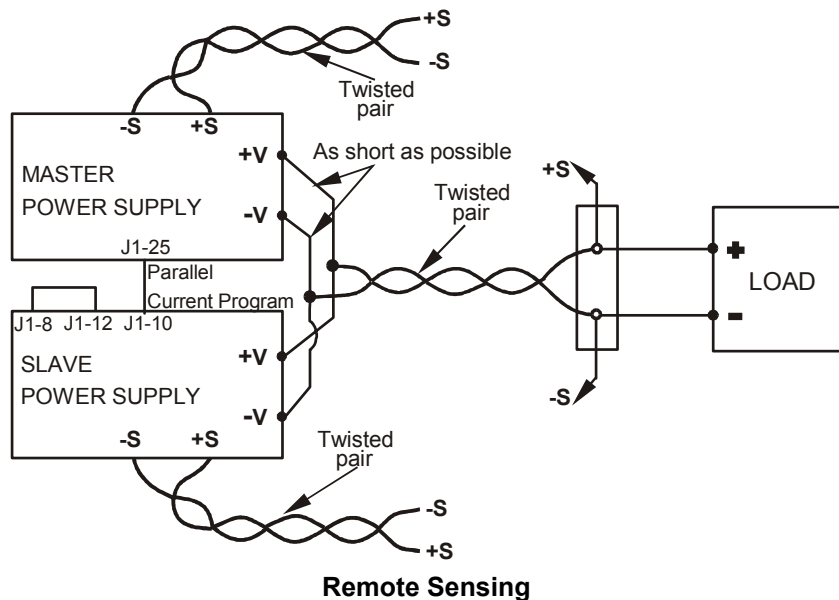 +S
-S
Twisted
pair
-S +S
+V
As short as possible
MASTER
POWER SUPPLY
-V
J1-25
Parallel
Current Program
J1-8 J1-12 J1-10
+V
SLAVE
POWER SUPPLY
-V
-S +S
Twisted
pair
-S
+S
Twisted
pair
+S
-S
+
LOAD
-
Remote Sensing